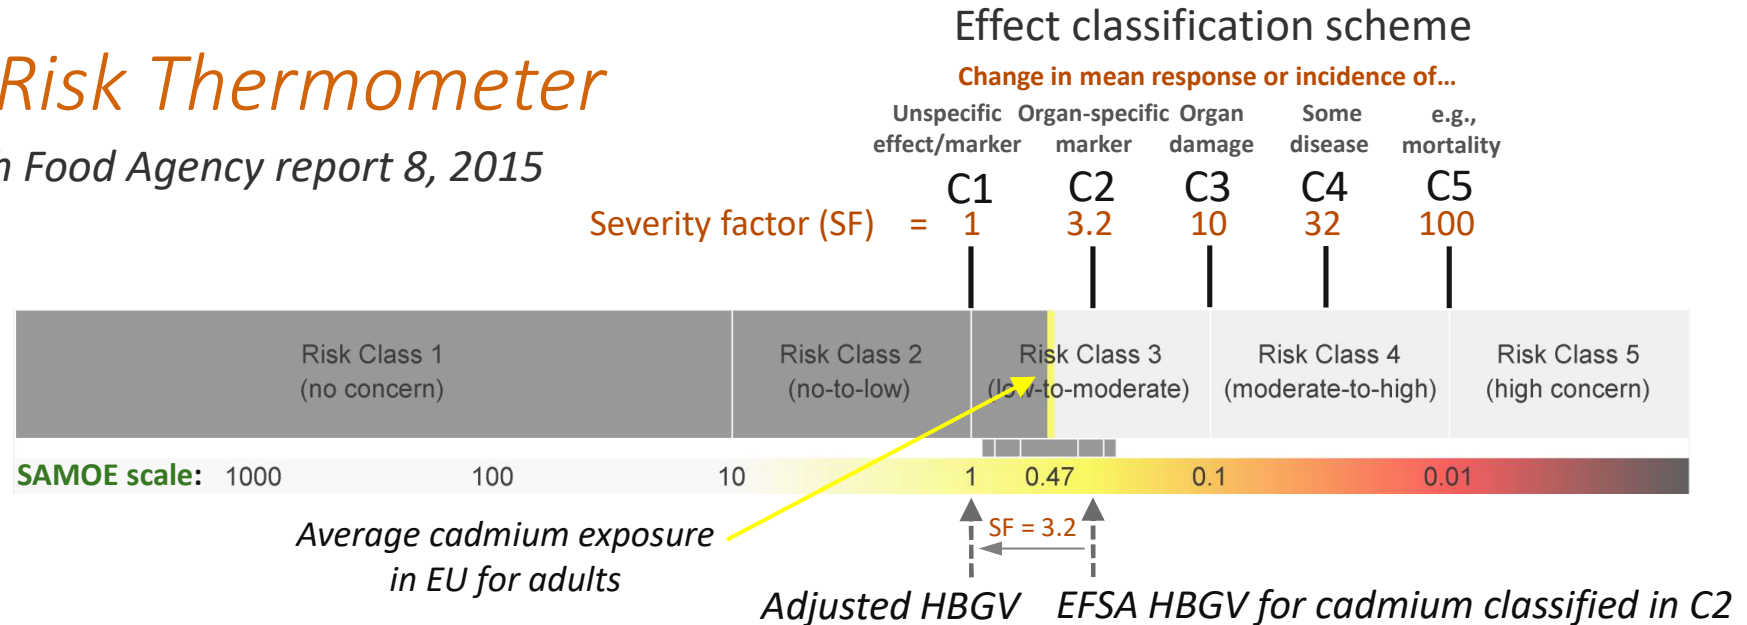 Risk Thermometer
Food Agency report 8, 2015
Effect classification scheme
Change in mean response or incidence of...
Unspecific effect/marker
Organ-specific marker
Organ damage
Some disease
e.g., mortality
C1 C2 C3 C4 C5
Severity factor (SF) = 1 3.2 10 32 100
Risk Class 1
(no concern)
Risk Class 2
(no-to-low)
Risk Class 3
(low-to-moderate)
Risk Class 4
(moderate-to-high)
Risk Class 5
(high concern)
SAMOE scale: 1000 100 10 1 0.47 0.1 0.01
SF = 3.2
Average cadmium exposure
in EU for adults
Adjusted HBGV
EFSA HBGV for cadmium classified in C2